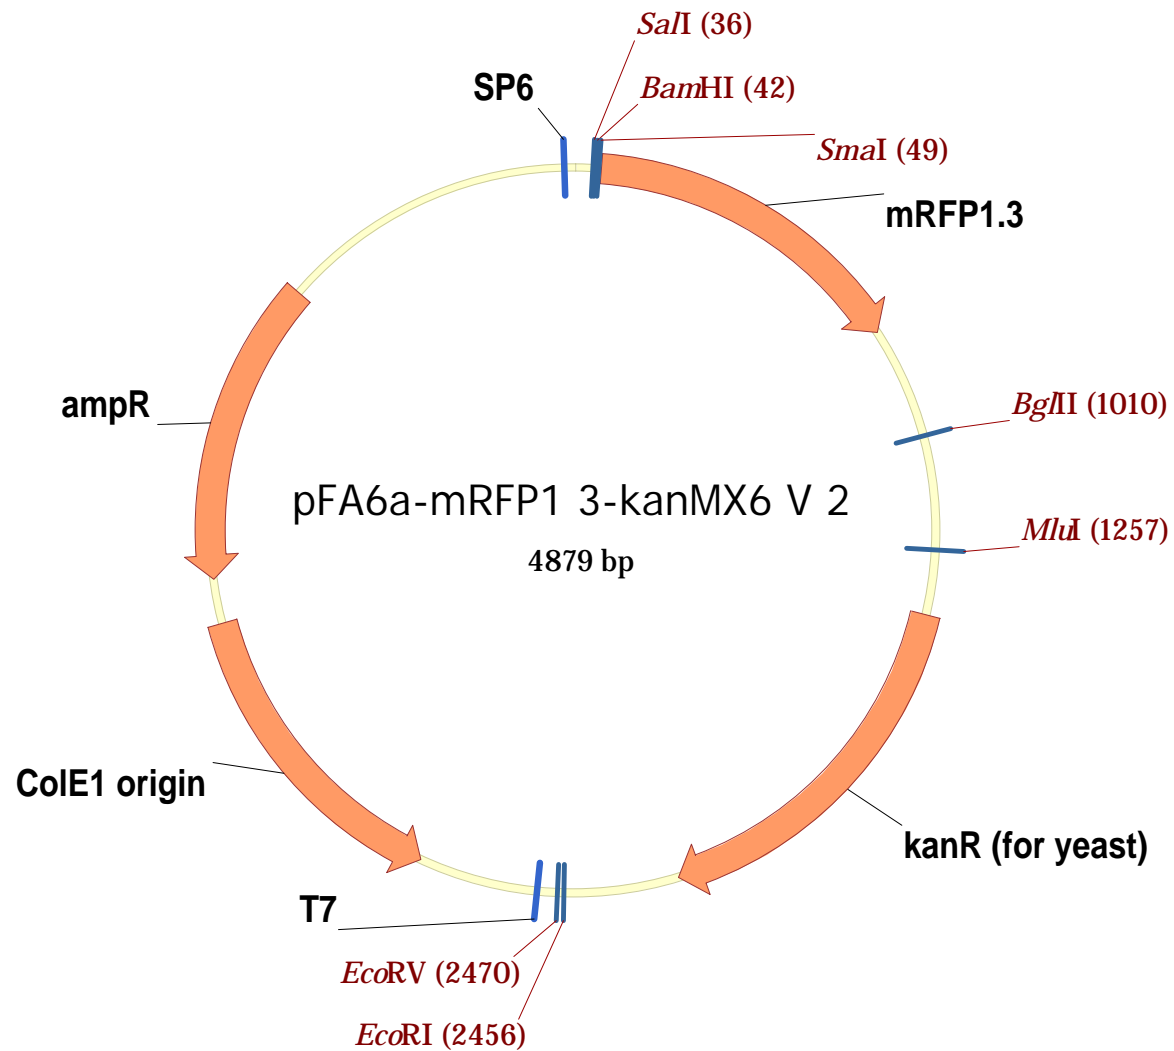 SalI (36)
SP6
BamHI (42)
SmaI (49)
mRFP1.3
BglII (1010)
ampR
pFA6a-mRFP1 3-kanMX6 V 2
MluI (1257)
4879 bp
ColE1 origin
kanR (for yeast)
T7
EcoRV (2470)
EcoRI (2456)